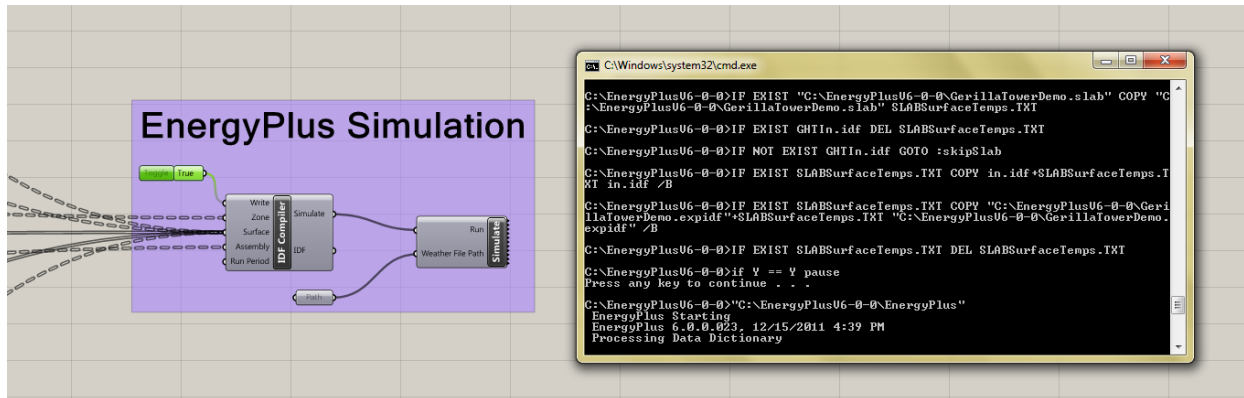 EnergyPlus Simulation
Toggle True
Write
Zone
Surface
Assembly
Run Period
IDF Compiler
Simulate
IDF
Run
Weather File Path
Simulate
Path
C:\Windows\system32\cmd.exe
C:\EnergyPlusV6-0-0>IF EXIST "C:\EnergyPlusV6-0-0\GerillaTowerDemo.slab" COPY "C
:\EnergyPlusV6-0-0\GerillaTowerDemo.slab" SLABSurfaceTemps.TXT
C:\EnergyPlusV6-0-0>IF EXIST GHTIn.idf DEL SLABSurfaceTemps.TXT
C:\EnergyPlusV6-0-0>IF NOT EXIST GHTIn.idf GOTO :skipSlab
C:\EnergyPlusV6-0-0>IF EXIST SLABSurfaceTemps.TXT COPY in.idf+SLABSurfaceTemps.T
XT in.idf /B
C:\EnergyPlusV6-0-0>IF EXIST SLABSurfaceTemps.TXT COPY "C:\EnergyPlusV6-0-0\Geri
llaTowerDemo.expidf"+SLABSurfaceTemps.TXT "C:\EnergyPlusV6-0-0\GerillaTowerDemo.
expidf" /B
C:\EnergyPlusV6-0-0>IF EXIST SLABSurfaceTemps.TXT DEL SLABSurfaceTemps.TXT
C:\EnergyPlusV6-0-0>if Y == Y pause
Press any key to continue . . .
C:\EnergyPlusV6-0-0>"C:\EnergyPlusV6-0-0\EnergyPlus"
EnergyPlus Starting
EnergyPlus 6.0.0.023, 12/15/2011 4:39 PM
Processing Data Dictionary